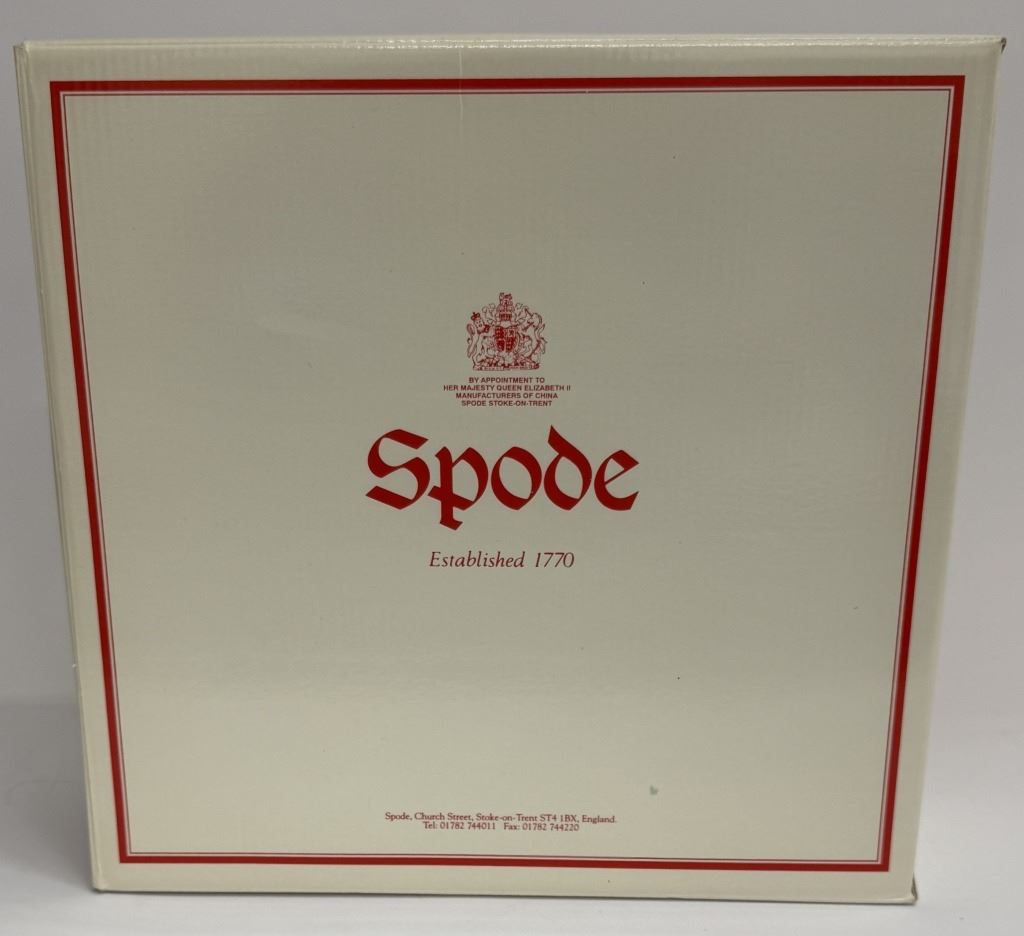 BY APPOINTMENT TO
HER MAJESTY QUEEN ELIZABETH II
MANUFACTURERS OF CHINA
SPODE STOKE-ON-TRENT
Spode
Established 1770
Spode, Church Street, Stoke-on-Trent ST4 1BX, England.
Tel: 01782 744011 Fax: 01782 744220